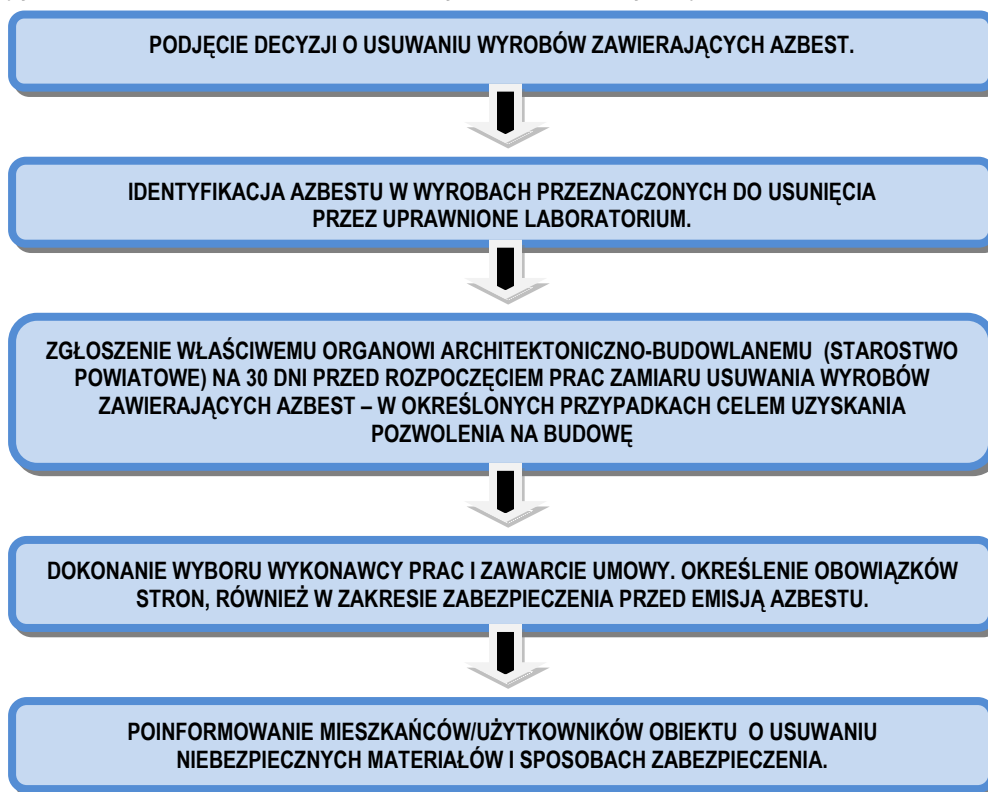 PODJĘCIE DECYZJI O USUWANIU WYROBÓW ZAWIERAJĄCYCH AZBEST.
IDENTYFIKACJA AZBESTU W WYROBACH PRZEZNACZONYCH DO USUNIĘCIA
PRZEZ UPRAWNIONE LABORATORIUM.
ZGŁOSZENIE WŁAŚCIWEMU ORGANOWI ARCHITEKTONICZNO-BUDOWLANEMU (STAROSTWO
POWIATOWE) NA 30 DNI PRZED ROZPOCZĘCIEM PRAC ZAMIARU USUWANIA WYROBÓW
ZAWIERAJĄCYCH AZBEST – W OKREŚLONYCH PRZYPADKACH CELEM UZYSKANIA
POZWOLENIA NA BUDOWĘ
DOKONANIE WYBORU WYKONAWCY PRAC I ZAWARCIE UMOWY. OKREŚLENIE OBOWIĄZKÓW
STRON, RÓWNIEŻ W ZAKRESIE ZABEZPIECZENIA PRZED EMISJĄ AZBESTU.
POINFORMOWANIE MIESZKAŃCÓW/UŻYTKOWNIKÓW OBIEKTU O USUWANIU
NIEBEZPIECZNYCH MATERIAŁÓW I SPOSOBACH ZABEZPIECZENIA.